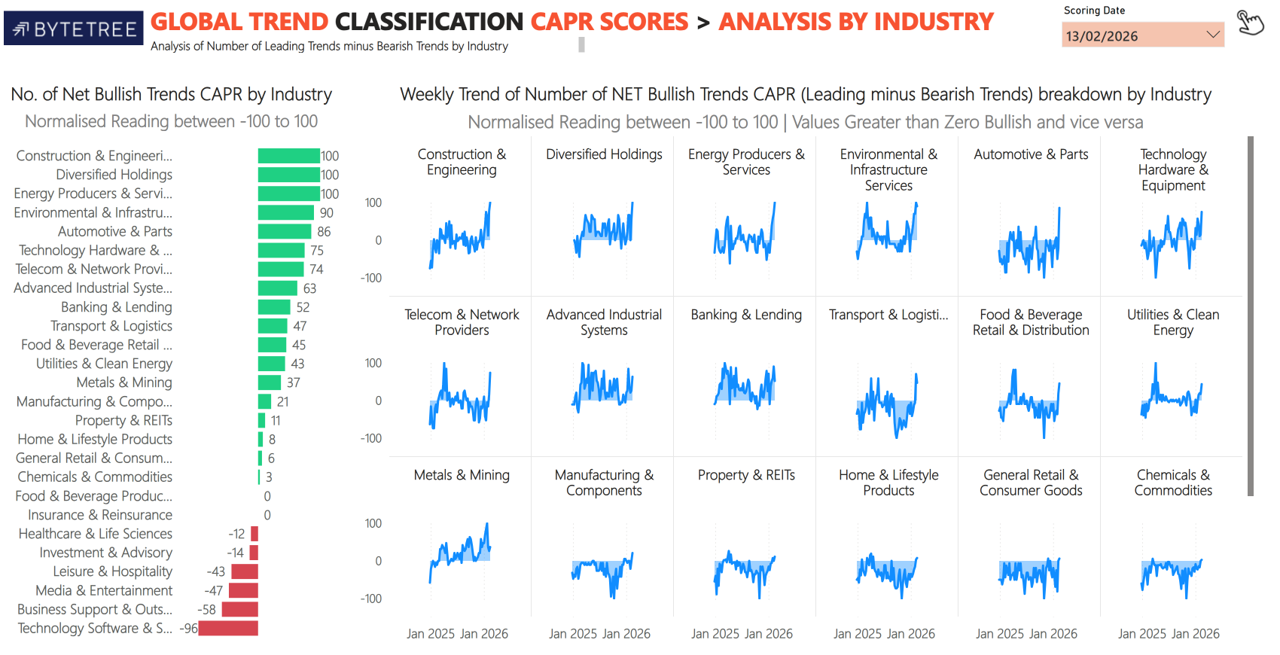 BYTETREE
GLOBAL TREND CLASSIFICATION CAPR SCORES > ANALYSIS BY INDUSTRY
Analysis of Number of Leading Trends minus Bearish Trends by Industry
Scoring Date
13/02/2026
No. of Net Bullish Trends CAPR by Industry
Normalised Reading between -100 to 100
Construction & Engineeri... 100
Diversified Holdings 100
Energy Producers & Servi... 100
Environmental & Infrastru... 90
Automotive & Parts 86
Technology Hardware & ... 75
Telecom & Network Provi... 74
Advanced Industrial Syste... 63
Banking & Lending 52
Transport & Logistics 47
Food & Beverage Retail ... 45
Utilities & Clean Energy 43
Metals & Mining 37
Manufacturing & Compo... 21
Property & REITs 11
Home & Lifestyle Products 8
General Retail & Consum... 6
Chemicals & Commodities 3
Food & Beverage Produc... 0
Insurance & Reinsurance 0
Healthcare & Life Sciences -12
Investment & Advisory -14
Leisure & Hospitality -43
Media & Entertainment -47
Business Support & Outs... -58
Technology Software & S... -96
Weekly Trend of Number of NET Bullish Trends CAPR (Leading minus Bearish Trends) breakdown by Industry
Normalised Reading between -100 to 100 | Values Greater than Zero Bullish and vice versa
Construction &
Engineering
Diversified Holdings
Energy Producers &
Services
Environmental &
Infrastructure
Services
Automotive & Parts
Technology
Hardware &
Equipment
100
0
-100
Telecom & Network
Providers
Advanced Industrial
Systems
Banking & Lending
Transport & Logisti...
Food & Beverage
Retail & Distribution
Utilities & Clean
Energy
100
0
-100
Metals & Mining
Manufacturing &
Components
Property & REITs
Home & Lifestyle
Products
General Retail &
Consumer Goods
Chemicals &
Commodities
100
0
-100
Jan 2025 Jan 2026
Jan 2025 Jan 2026
Jan 2025 Jan 2026
Jan 2025 Jan 2026
Jan 2025 Jan 2026
Jan 2025 Jan 2026